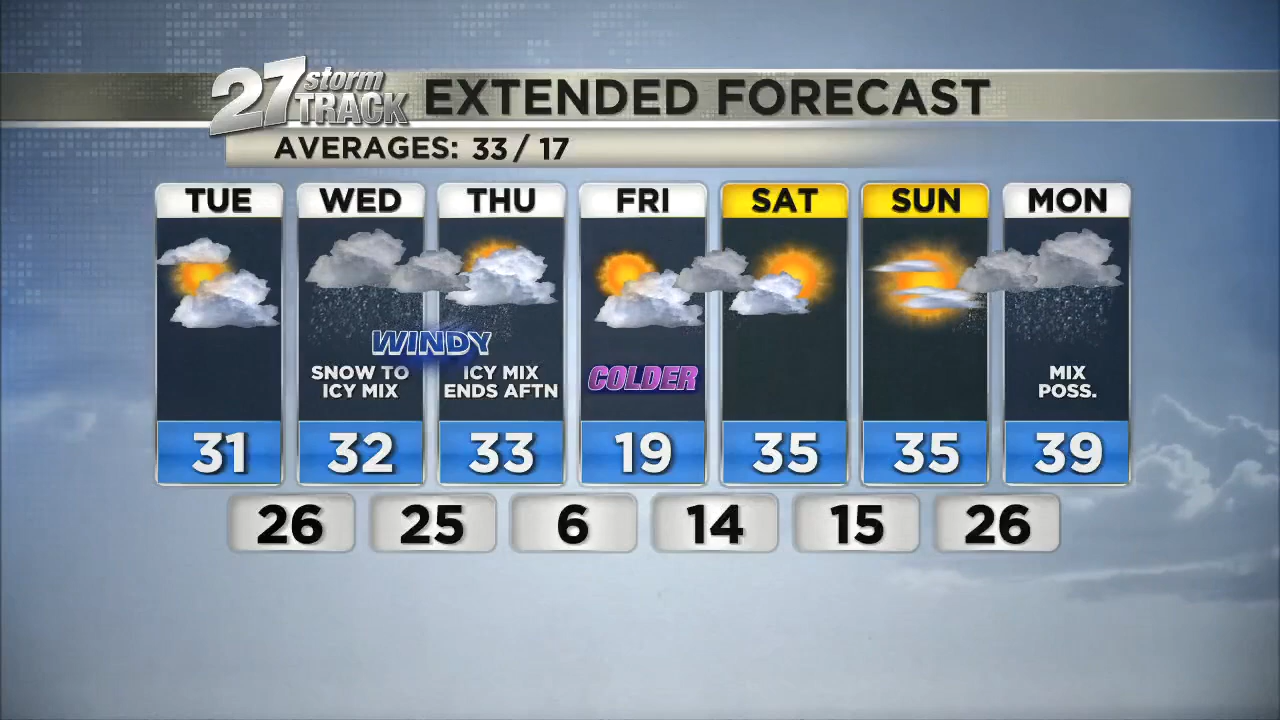 27 storm TRACK EXTENDED FORECAST
AVERAGES: 33 / 17
TUE WED THU FRI SAT SUN MON
WINDY
SNOW TO ICY MIX
ICY MIX ENDS AFTN
COLDER
MIX POSS.
31 32 33 19 35 35 39
26 25 6 14 15 26